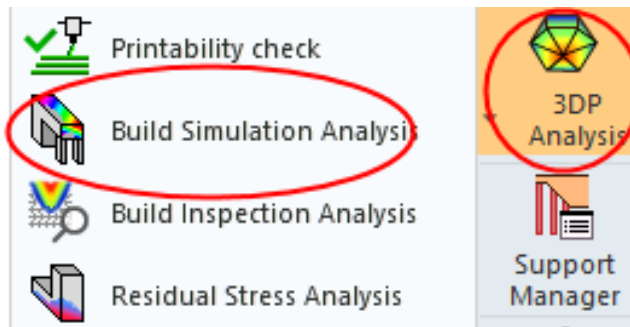 Printability check
Build Simulation Analysis
Build Inspection Analysis
Residual Stress Analysis
3DP
Analysis
Support
Manager